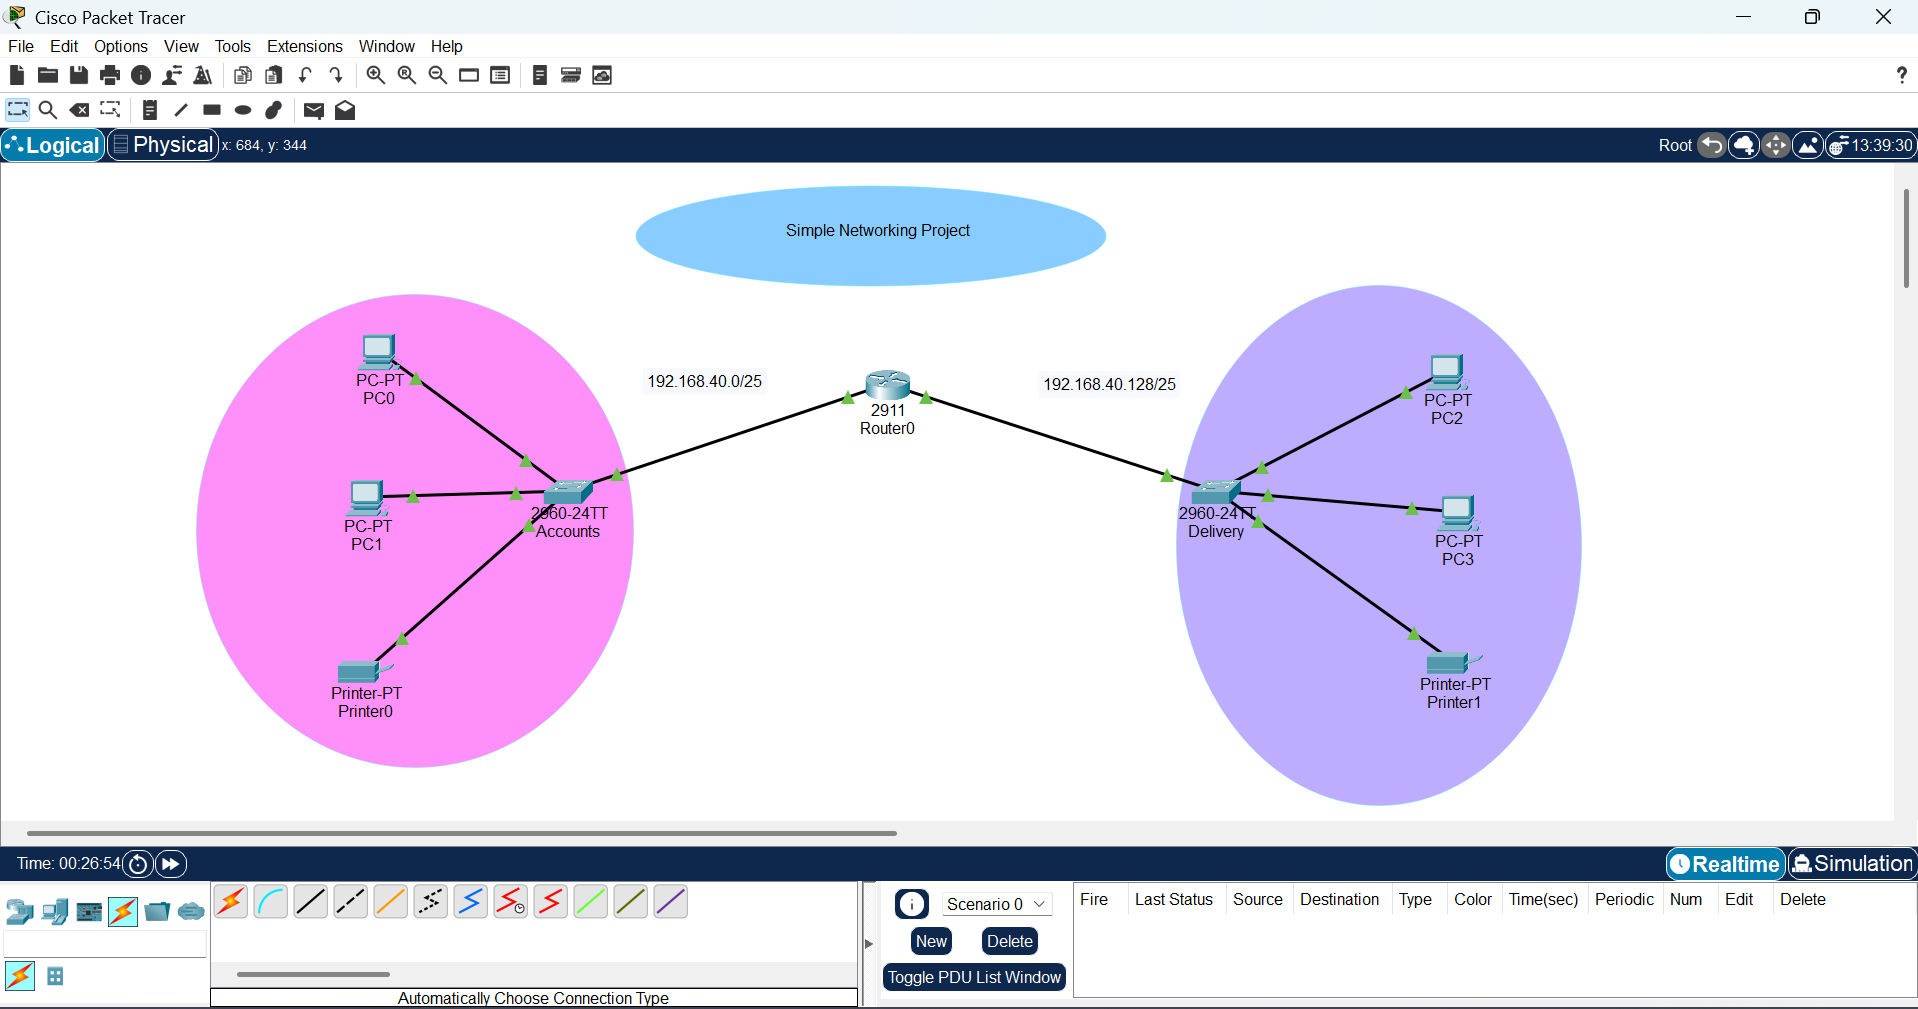 Cisco Packet Tracer
File Edit Options View Tools Extensions Window Help
?
Logical Physical x: 684, y: 344 Root 13:39:30
Simple Networking Project
PC-PT
PC0
192.168.40.0/25
2911
Router0
192.168.40.128/25
PC-PT
PC2
PC-PT
PC1
2960-24TT
Accounts
2960-24TT
Delivery
PC-PT
PC3
Printer-PT
Printer0
Printer-PT
Printer1
Time: 00:26:54 Realtime Simulation
Scenario 0
New Delete
Toggle PDU List Window
Fire Last Status Source Destination Type Color Time(sec) Periodic Num Edit Delete
Automatically Choose Connection Type